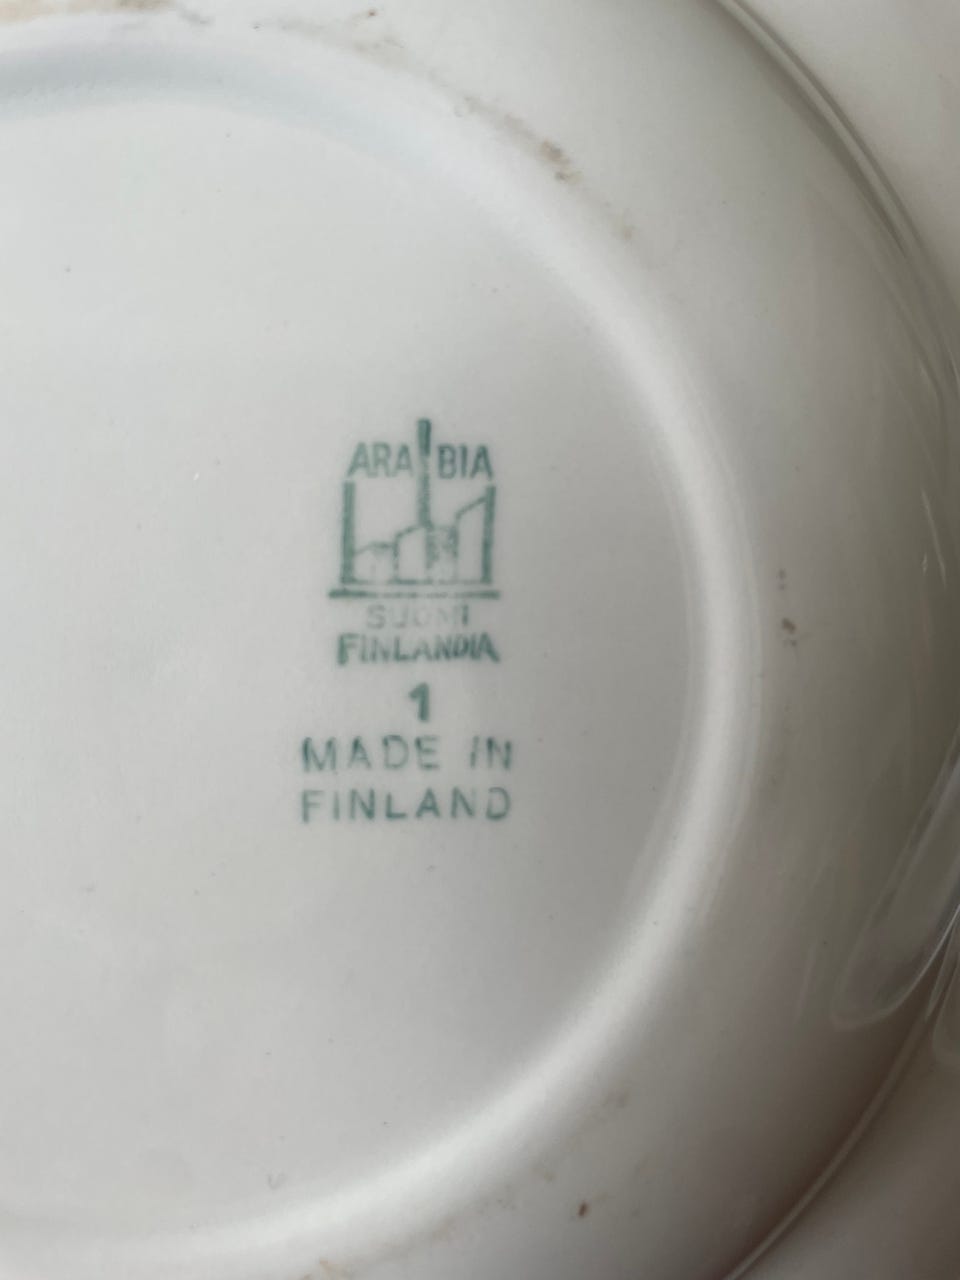 ARABIA
SUOMI
FINLANDIA
1
MADE IN
FINLAND